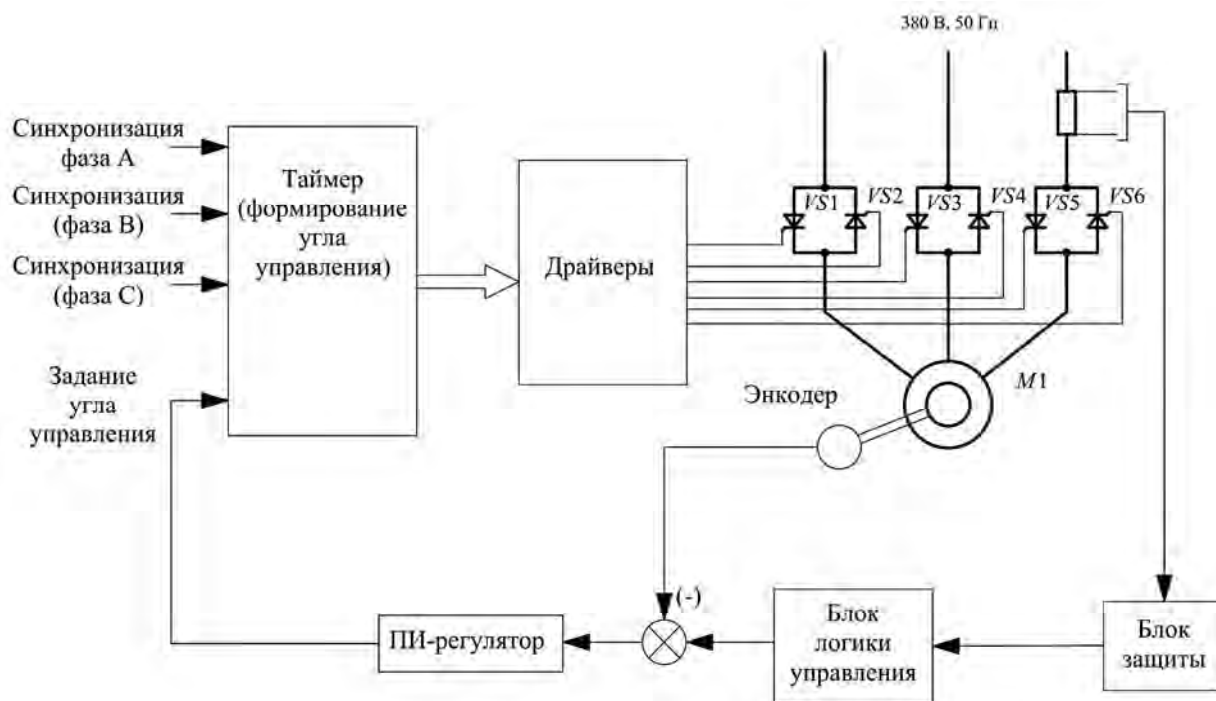 380 В, 50 Гц
Синхронизация
фаза А
Синхронизация
(фаза В)
Синхронизация
(фаза С)
Задание
угла
управления
Таймер
(формирование
угла
управления)
Драйверы
VS1
VS2
VS3
VS4
VS5
VS6
M1
Энкодер
(-)
ПИ-регулятор
Блок
логики
управления
Блок
защиты